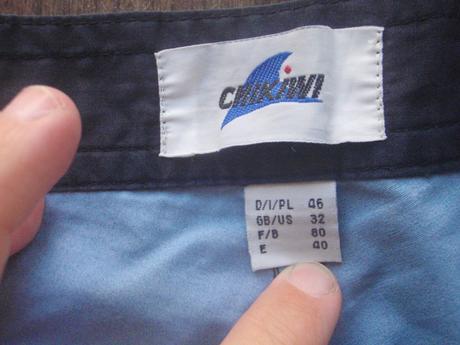 CHIKIWI
D/I/PL 46
GB/US 32
F/B 80
E 40